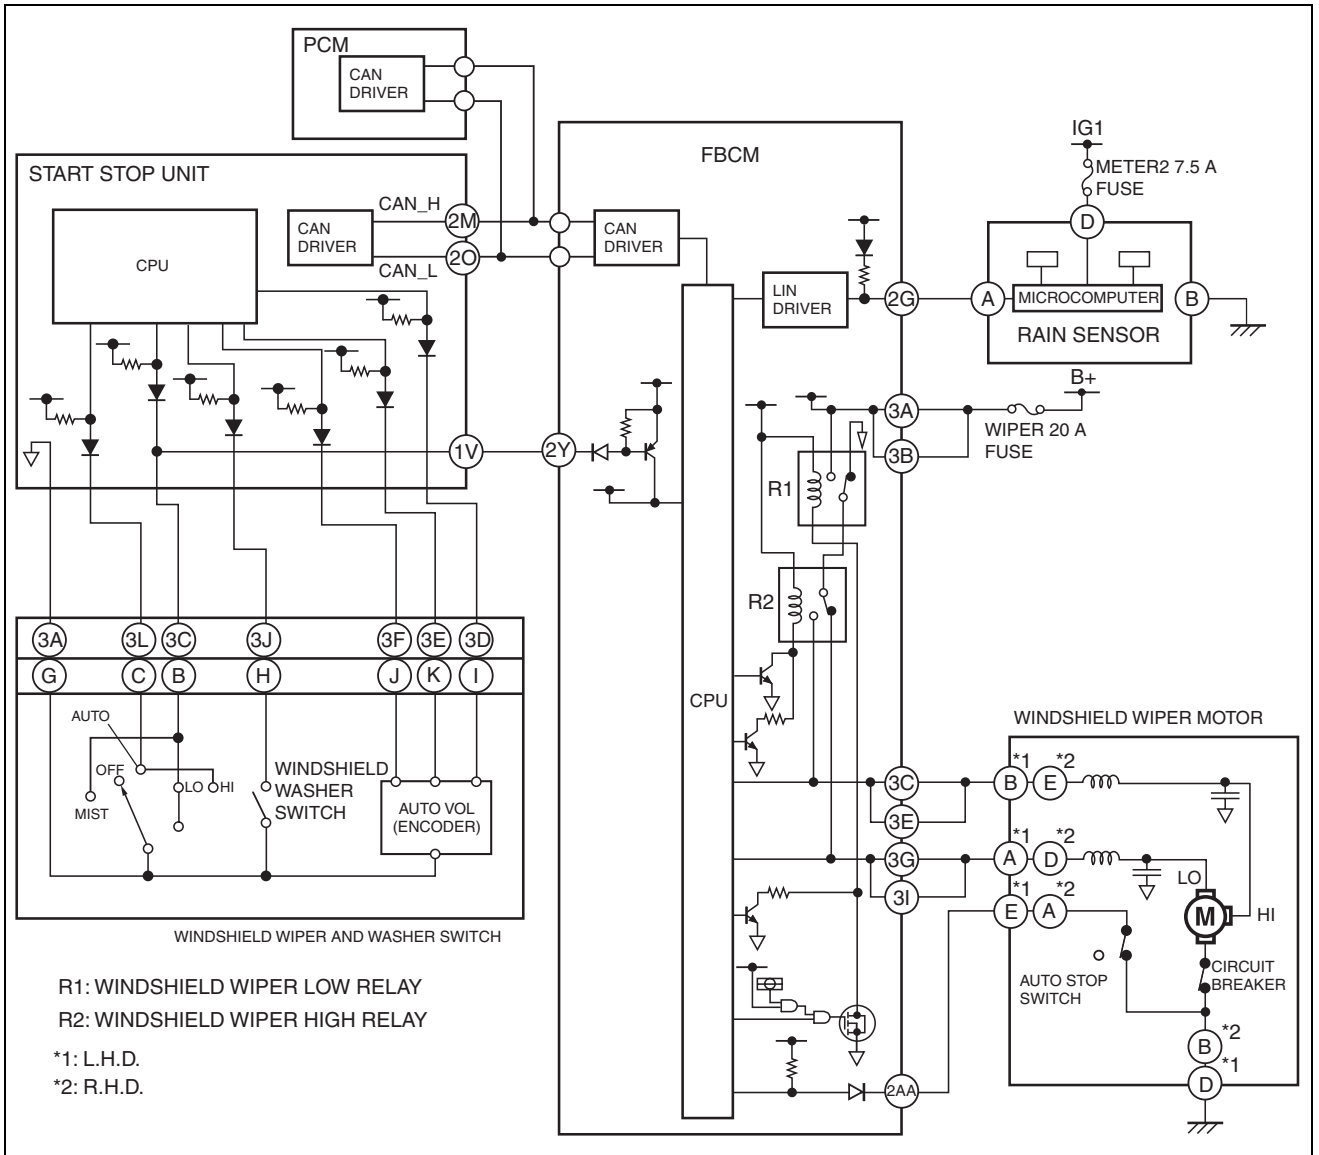 PCM
CAN
DRIVER
START STOP UNIT
CPU
CAN
DRIVER
CAN_H
CAN_L
2M
2O
1V
FBCM
CAN
DRIVER
LIN
DRIVER
2G
2Y
CPU
IG1
METER2 7.5 A
FUSE
D
A
MICROCOMPUTER
B
RAIN SENSOR
B+
3A
3B
WIPER 20 A
FUSE
R1
R2
3A
3L
3C
3J
3F
3E
3D
G
C
B
H
J
K
I
AUTO
OFF
MIST
LO
HI
WINDSHIELD
WASHER
SWITCH
AUTO VOL
(ENCODER)
WINDSHIELD WIPER AND WASHER SWITCH
3C
3E
3G
3I
2AA
WINDSHIELD WIPER MOTOR
*1
*2
B
E
*1
*2
A
D
*1
*2
E
A
LO
M
HI
AUTO STOP
SWITCH
CIRCUIT
BREAKER
B
*2
D
*1
R1: WINDSHIELD WIPER LOW RELAY
R2: WINDSHIELD WIPER HIGH RELAY
*1: L.H.D.
*2: R.H.D.